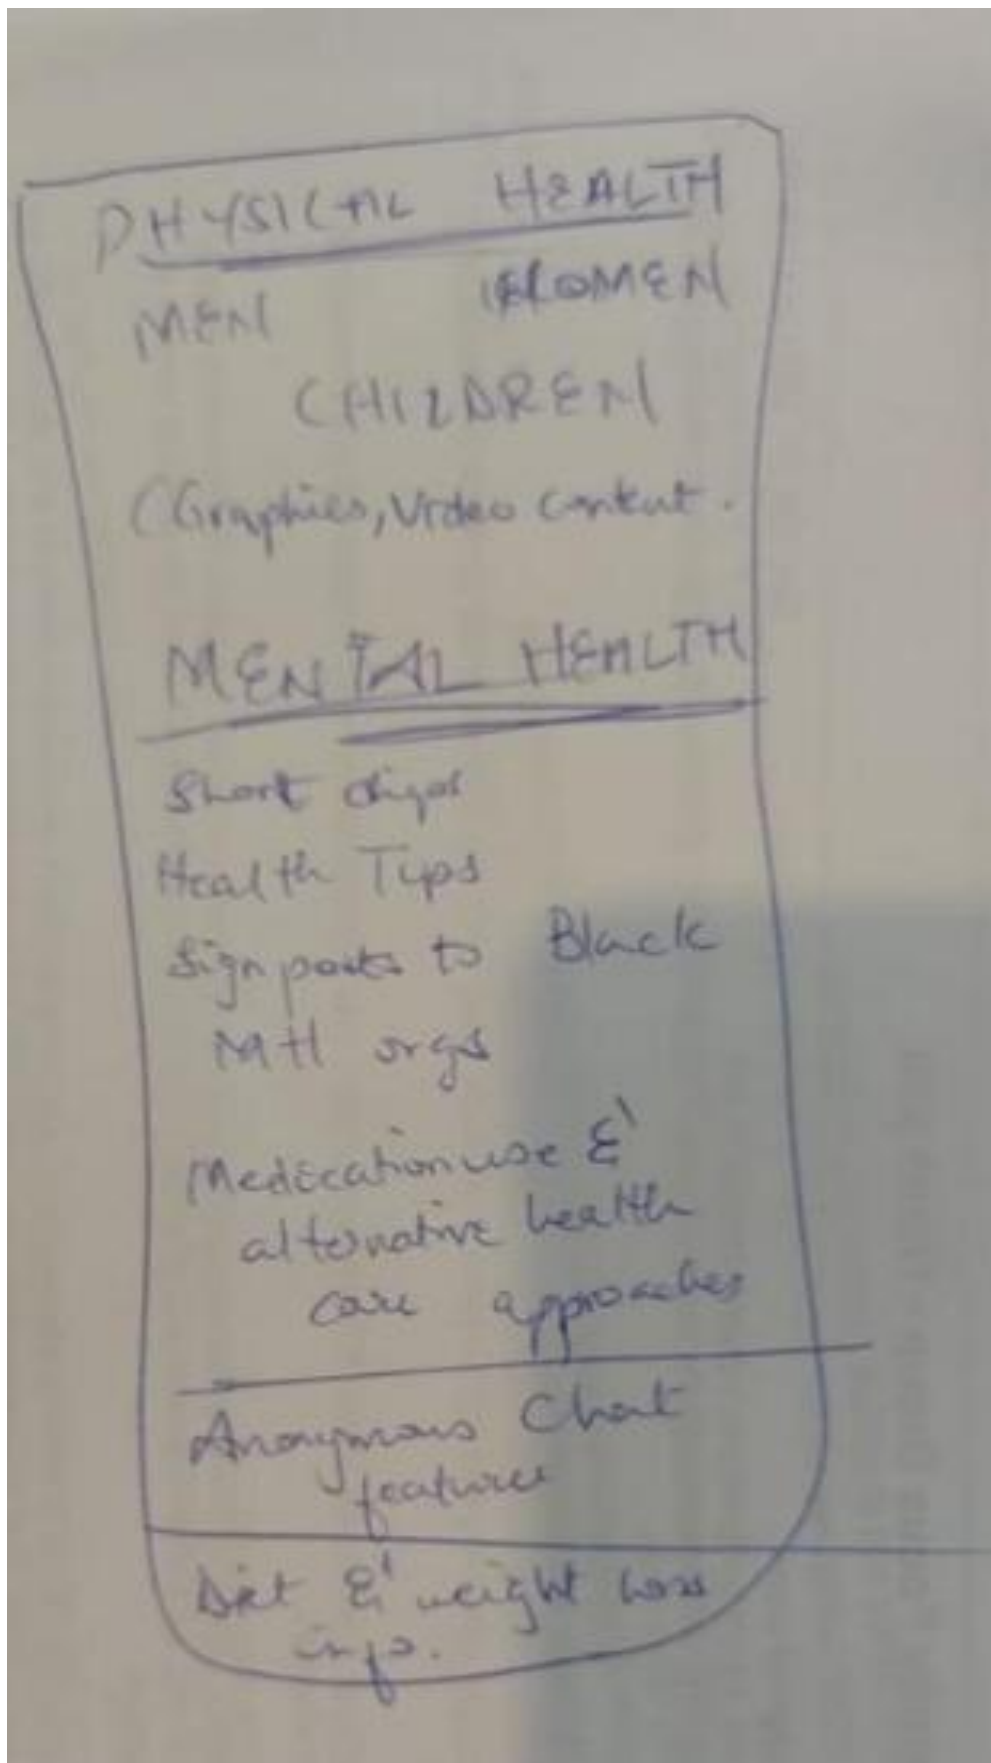 PHYSICAL HEALTH
MEN WOMEN
CHILDREN
(Graphics, Video content.
MENTAL HEALTH
Short
Health Tips
Signposts to Black
MH orgs
Medication use &
alternative health
care approaches
Anonymous Chat
feature
Diet & weight loss
info.